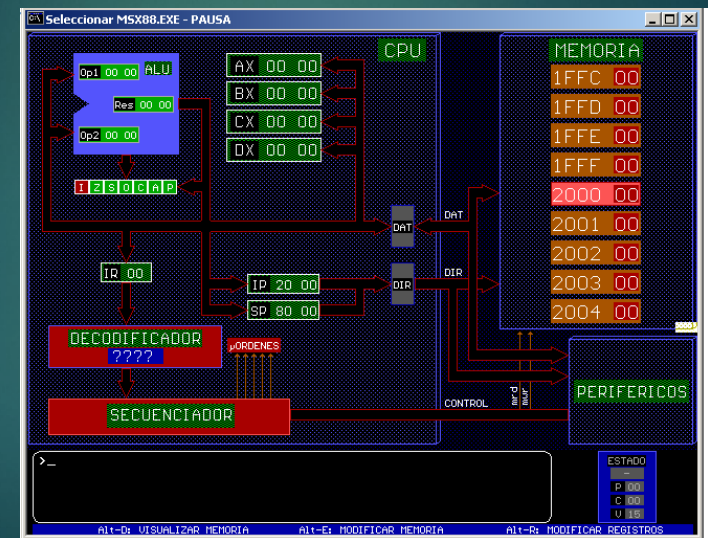 Seleccionar MSX88.EXE - PAUSA
CPU
MEMORIA
Op1 00 00 ALU
Res 00 00
Op2 00 00
AX 00 00
BX 00 00
CX 00 00
DX 00 00
1FFC 00
1FFD 00
1FFE 00
1FFF 00
2000 00
2001 00
2002 00
2003 00
2004 00
I Z S O C A P
DAT
DAT
IR 00
IP 20 00
SP 80 00
DIR
DIR
DECODIFICADOR
????
µORDENES
SECUENCIADOR
CONTROL
mrd
mwr
PERIFERICOS
>_
ESTADO
-
P 00
C 00
V 15
Alt-D: VISUALIZAR MEMORIA Alt-E: MODIFICAR MEMORIA Alt-R: MODIFICAR REGISTROS